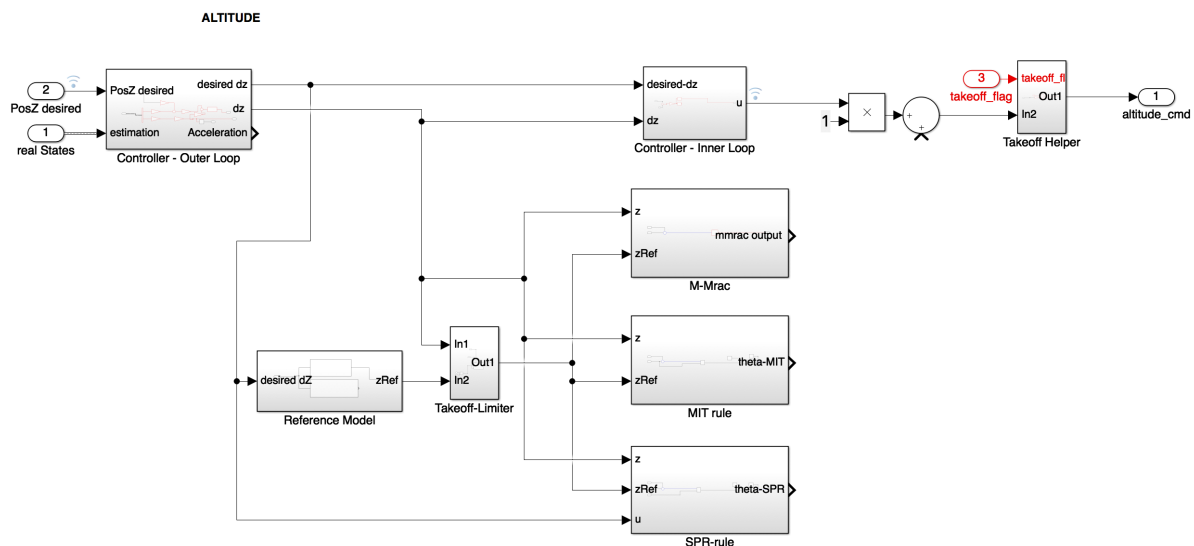 ALTITUDE
2
PosZ desired
1
real States
PosZ desired
estimation
desired dz
dz
Acceleration
Controller - Outer Loop
desired-dz
dz
u
Controller - Inner Loop
1
×
+
+
3
takeoff_flag
takeoff_fl
Out1
In2
Takeoff Helper
1
altitude_cmd
z
zRef
mmrac output
M-Mrac
In1
In2
Out1
Takeoff-Limiter
z
zRef
theta-MIT
MIT rule
desired dZ
zRef
Reference Model
z
zRef
u
theta-SPR
SPR-rule